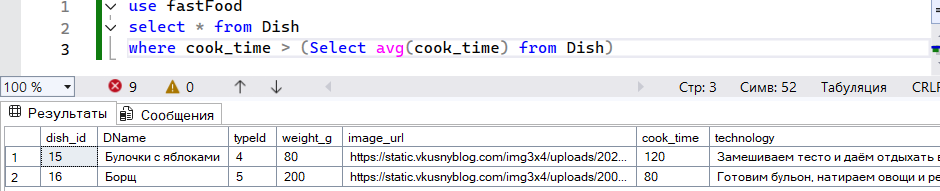 1 use fastFood
2 select * from Dish
3 where cook_time > (Select avg(cook_time) from Dish)
100 % 9 0 Стр: 3 Симв: 52 Табуляция CRLF
Результаты Сообщения
dish_id DName typeId weight_g image_url cook_time technology
1 15 Булочки с яблоками 4 80 https://static.vkusnyblog.com/img3x4/uploads/202... 120 Замешиваем тесто и даём отдыхать
2 16 Борщ 5 200 https://static.vkusnyblog.com/img3x4/uploads/200... 80 Готовим бульон, натираем овощи и